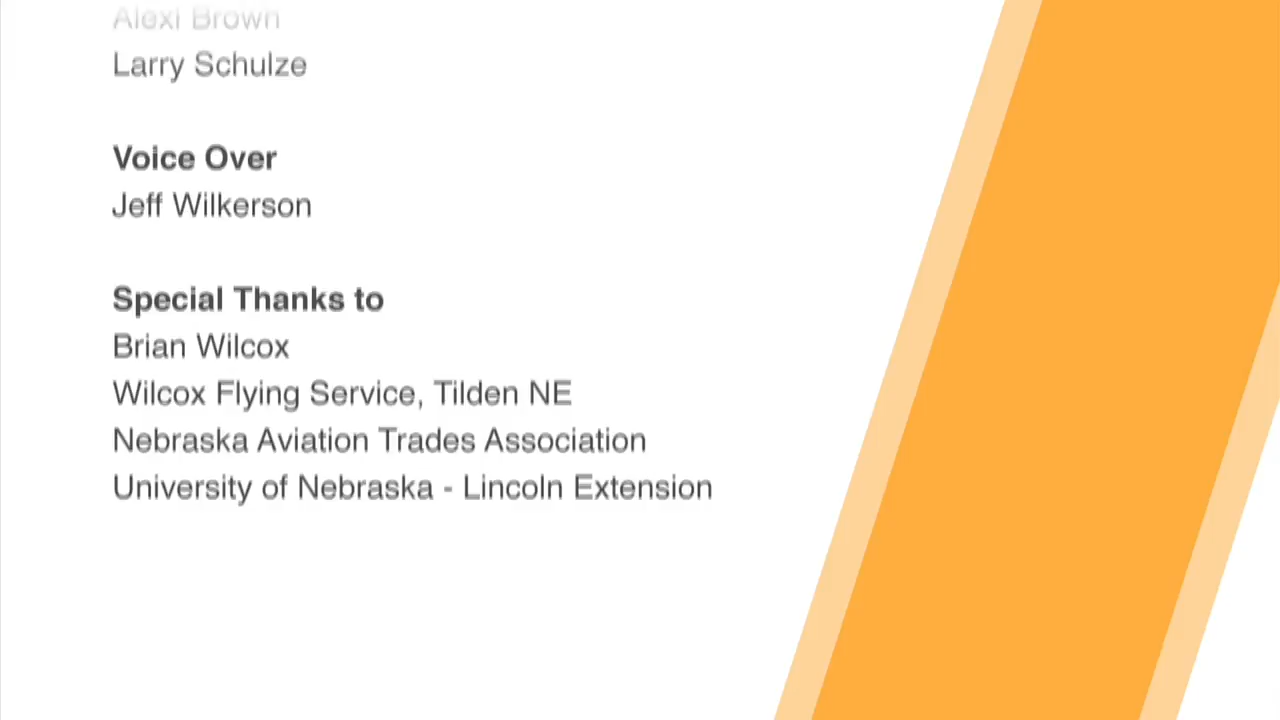 Alexi Brown
Larry Schulze
Voice Over
Jeff Wilkerson
Special Thanks to
Brian Wilcox
Wilcox Flying Service, Tilden NE
Nebraska Aviation Trades Association
University of Nebraska - Lincoln Extension